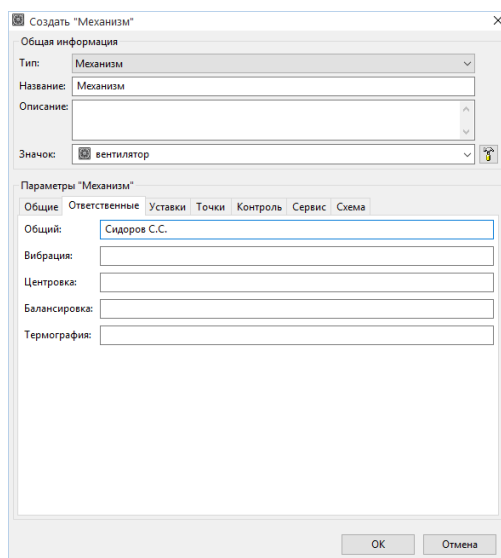 Создать "Механизм"
Общая информация
Тип: Механизм
Название: Механизм
Описание:
Значок: вентилятор
Параметры "Механизм"
Общие Ответственные Уставки Точки Контроль Сервис Схема
Общий: Сидоров С.С.
Вибрация:
Центровка:
Балансировка:
Термография:
OK Отмена